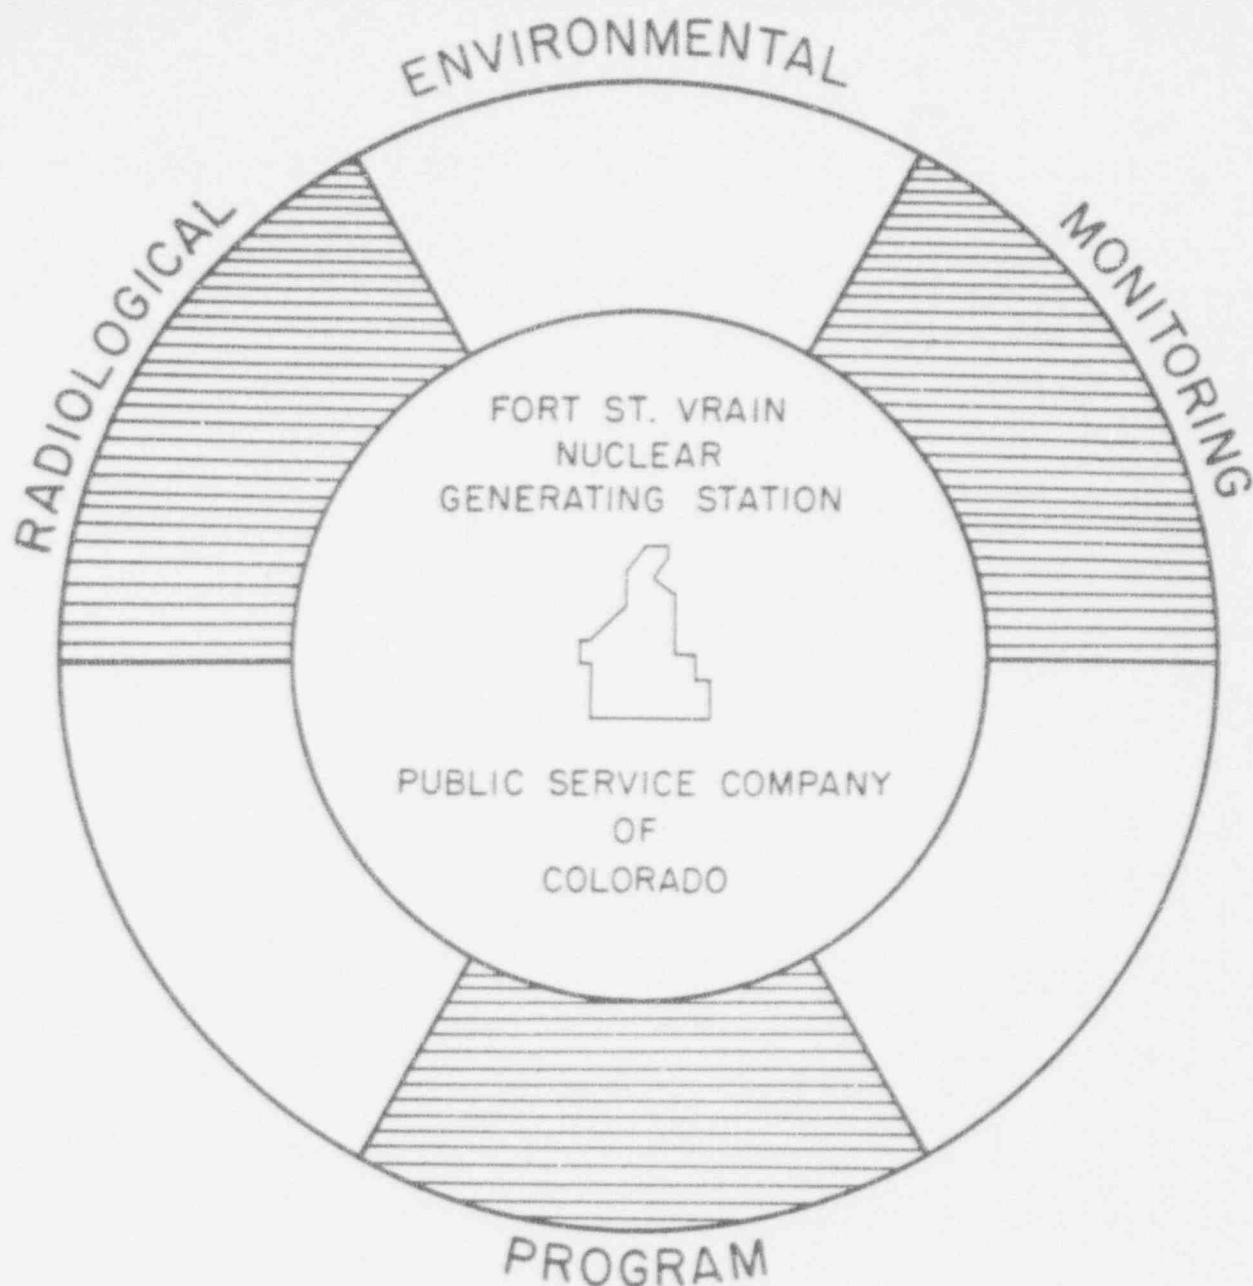 RADIOLOGICAL
ENVIRONMENTAL
MONITORING
PROGRAM
FORT ST. VRAIN
NUCLEAR
GENERATING STATION
PUBLIC SERVICE COMPANY
OF
COLORADO